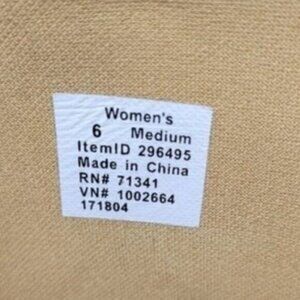 Women's
6 Medium
ItemID 296495
Made in China
RN# 71341
VN# 1002664
171804